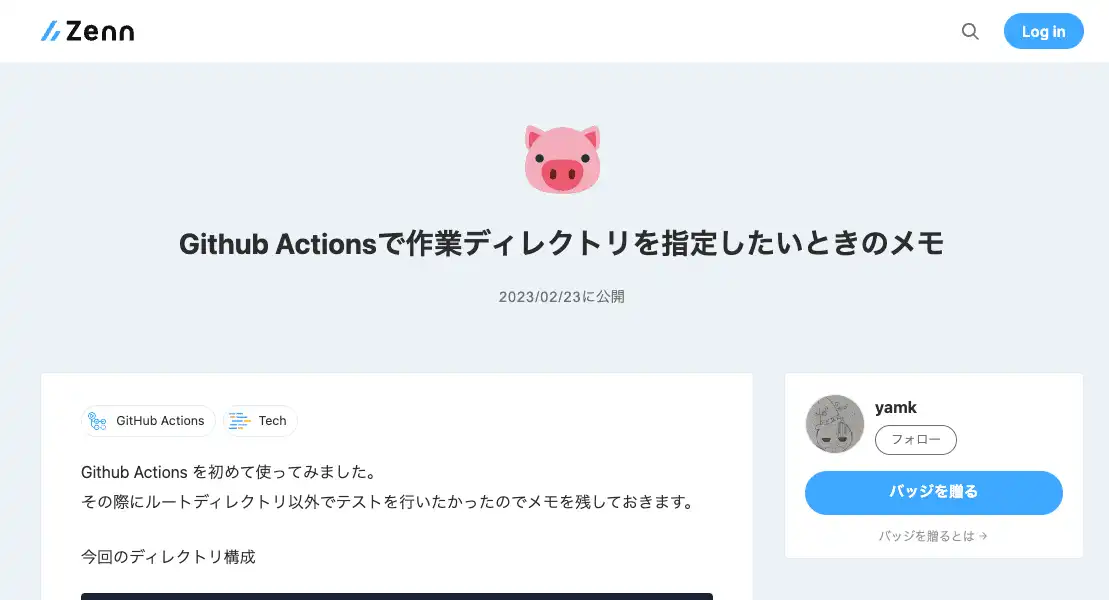 Zenn
Log in
Github Actionsで作業ディレクトリを指定したいときのメモ
2023/02/23に公開
GitHub Actions
Tech
Github Actions を初めて使ってみました。
その際にルートディレクトリ以外でテストを行いたかったのでメモを残しておきます。
今回のディレクトリ構成
yamk
フォロー
バッジを贈る
バッジを贈るとは →